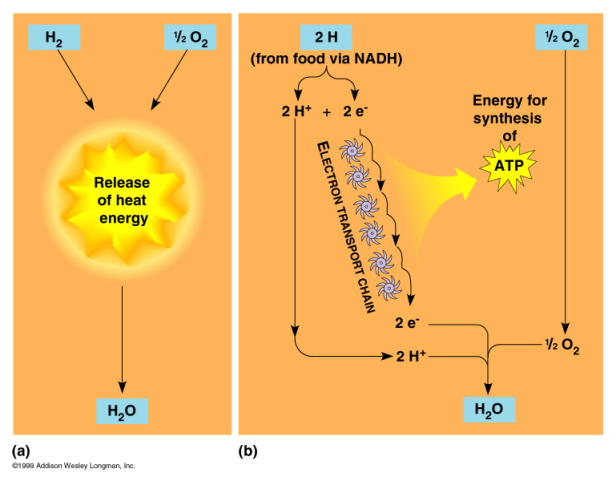 H₂
½ O₂
Release
of heat
energy
H₂O
(a)
©1999 Addison Wesley Longman, Inc.
2 H
(from food via NADH)
2 H⁺ + 2 e⁻
½ O₂
Energy for
synthesis
of
ATP
ELECTRON TRANSPORT CHAIN
2 e⁻
2 H⁺
½ O₂
H₂O
(b)